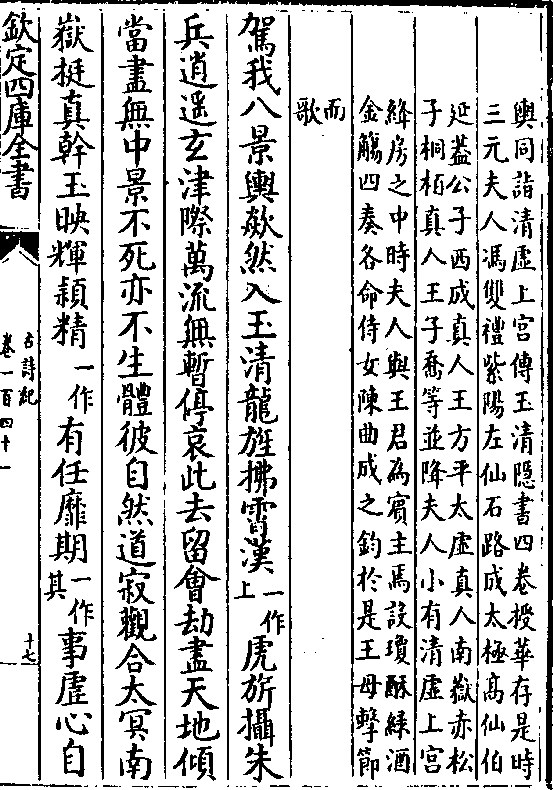 輿同詣清虛上宮傳玉清隱書四卷授華存是時
三元夫人馮雙禮紫陽左仙石路成太極髙仙伯
延蓋公子西成真人王方平太虛真人南嶽赤松
子桐栢真人王子喬等並降夫人小有清虛上宮
絳房之中時夫人與王君為賓主焉設瓊酥綠酒
金觴四奏各命侍女陳曲成之鈞於是王母擊節
而
歌
駕我八景輿欻然入玉清龍旌拂霄漢一作上虎旂攝朱
兵逍遙玄津際萬流無暫停哀此去留會劫盡天地傾
當盡無中景不死亦不生體彼自然道寂觀合太冥南
嶽挺真幹玉映輝頴精一作有任靡期一作其事虛心自
欽定四庫全書
古詩紀
卷一百四十一
十七